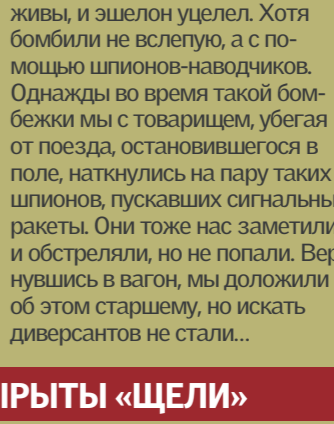 живы, и эшелон уцелел. Хотя
бомбили не вслепую, а с по-
мощью шпионов-наводчиков.
Однажды во время такой бом-
бежки мы с товарищем, убегая
от поезда, остановившегося в
поле, наткнулись на пару таких
шпионов, пускавших сигнальны
ракеты. Они тоже нас заметили
и обстреляли, но не попали. Вер
нувшись в вагон, мы доложили
об этом старшему, но искать
диверсантов не стали...
ЫРЫТЫ «ЩЕЛИ»